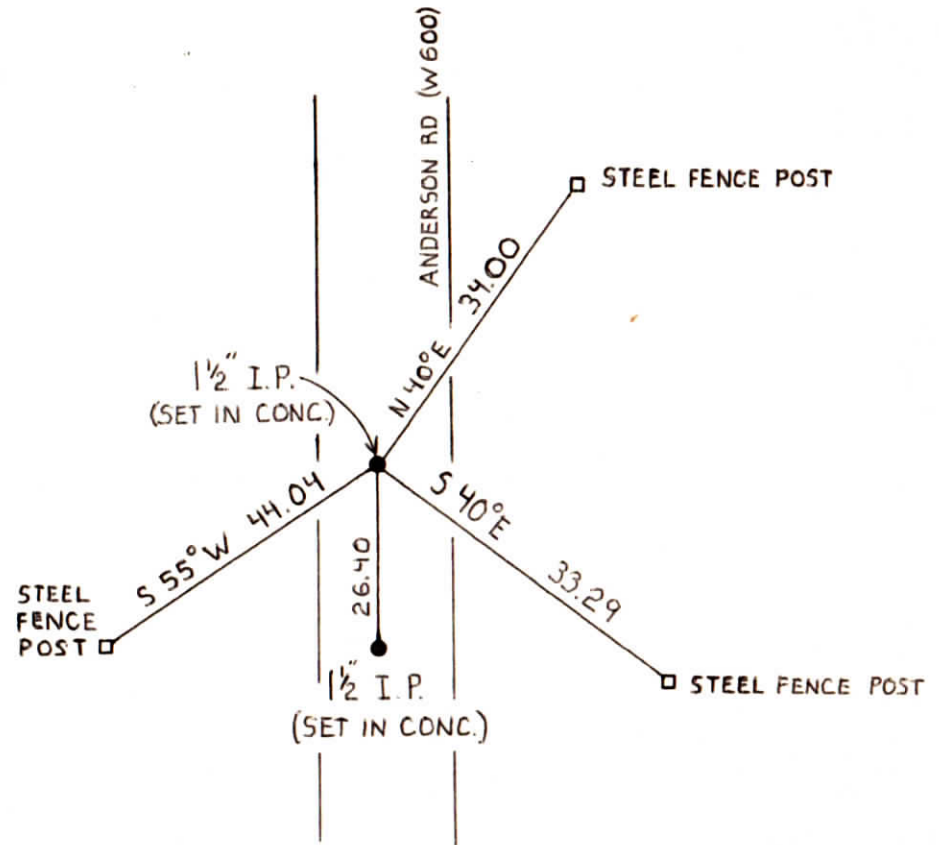 ANDERSON RD (W600)
STEEL FENCE POST
N 40°E 34.00
1½" I.P.
(SET IN CONC.)
S 55°W 44.04
S 40°E 33.29
26.40
STEEL
FENCE
POST
1½" I.P.
(SET IN CONC.)
STEEL FENCE POST